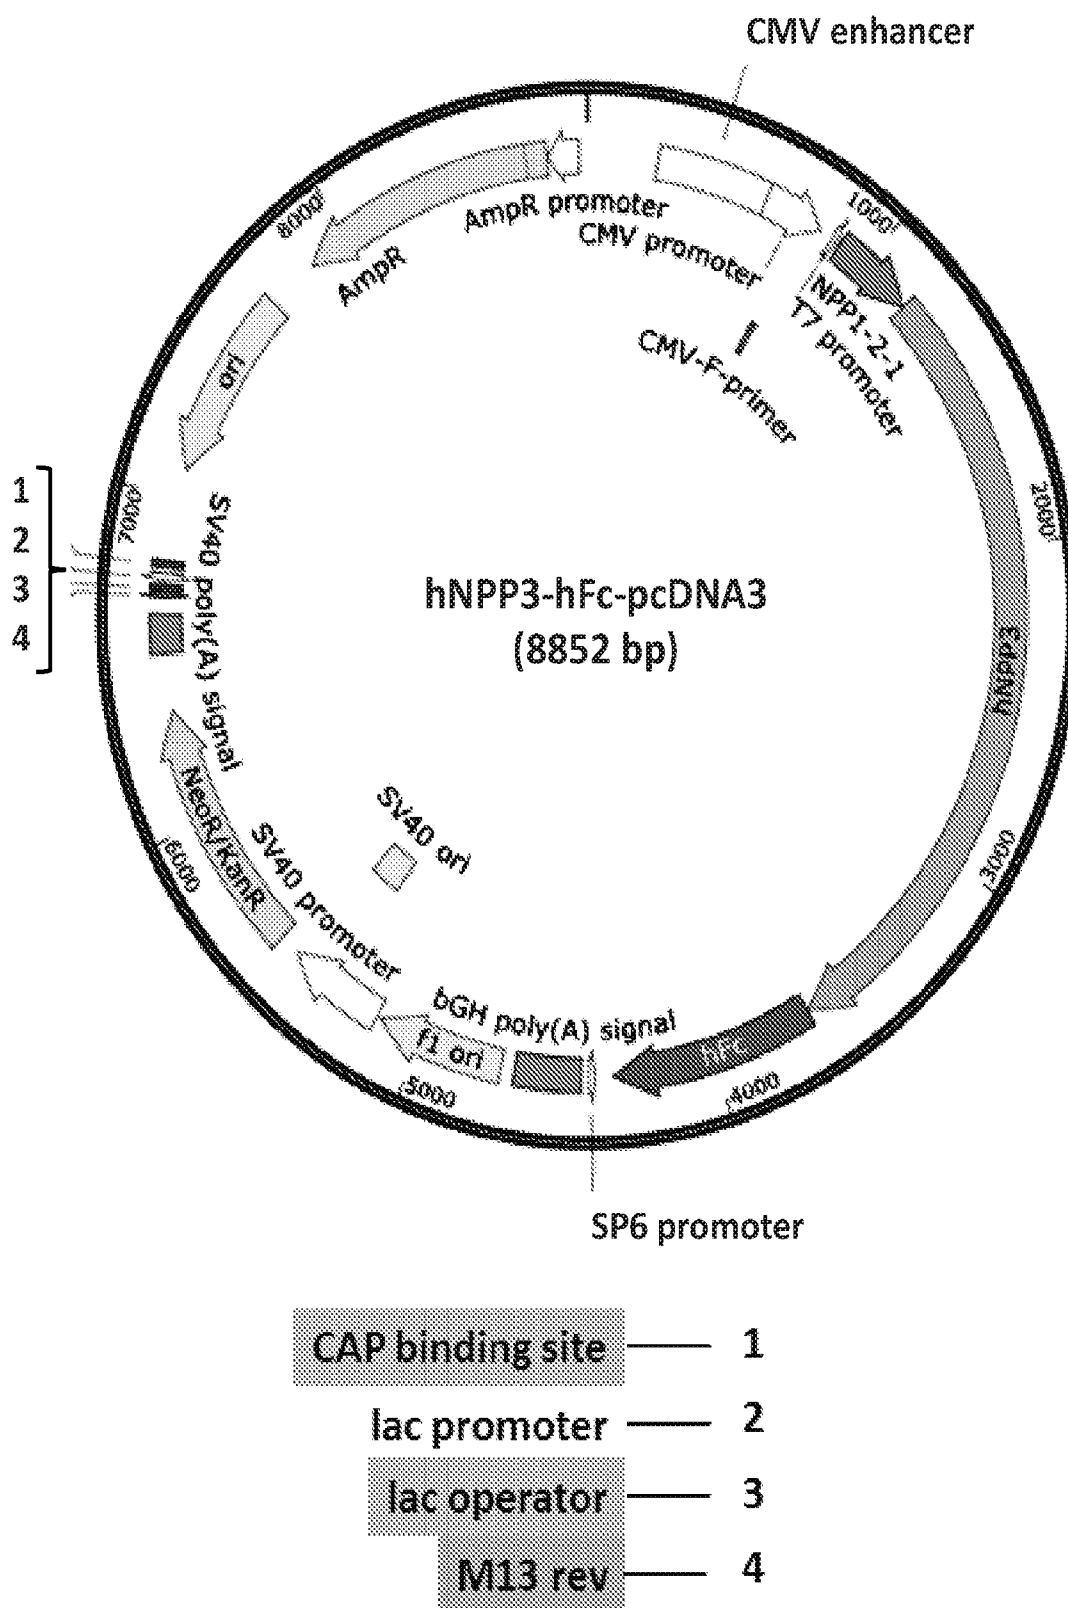 CMV enhancer
AmpR promoter
CMV promoter
1000
8000
AmpR
NPP1-2-1
T7 promoter
CMV-F-primer
ori
1
2
3
4
7000
2000
SV40 poly(A) signal
hNPP3-hFc-pcDNA3
(8852 bp)
hNPP3
NeoR/KanR
6000
SV40 promoter
SV40 ori
3000
bGH poly(A) signal
f1 ori
hFc
5000
4000
SP6 promoter
CAP binding site 1
lac promoter 2
lac operator 3
M13 rev 4